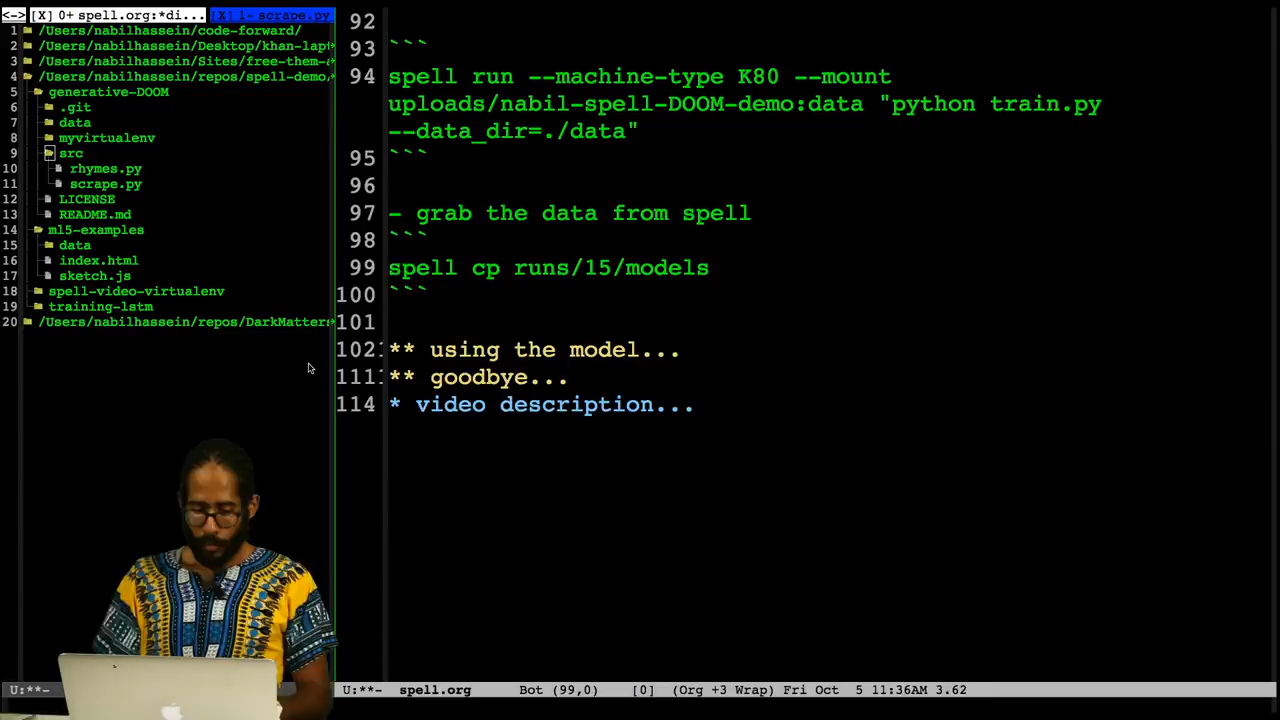 <-> [X] 0+ spell.org:*di... [X] 1- scrape.py
1 /Users/nabilhassein/code-forward/
2 /Users/nabilhassein/Desktop/khan-lapt
3 /Users/nabilhassein/Sites/free-them-a
4 /Users/nabilhassein/repos/spell-demo/
5 generative-DOOM
6 .git
7 data
8 myvirtualenv
9 src
10 rhymes.py
11 scrape.py
12 LICENSE
13 README.md
14 ml5-examples
15 data
16 index.html
17 sketch.js
18 spell-video-virtualenv
19 training-lstm
20 /Users/nabilhassein/repos/DarkMatters
92
93 ```
94 spell run --machine-type K80 --mount
uploads/nabil-spell-DOOM-demo:data "python train.py
--data_dir=./data"
95 ```
96
97 - grab the data from spell
98 ```
99 spell cp runs/15/models
100 ```
101
102 ** using the model...
111 ** goodbye...
114 * video description...
U:**-
U:**- spell.org Bot (99,0) [0] (Org +3 Wrap) Fri Oct 5 11:36AM 3.62